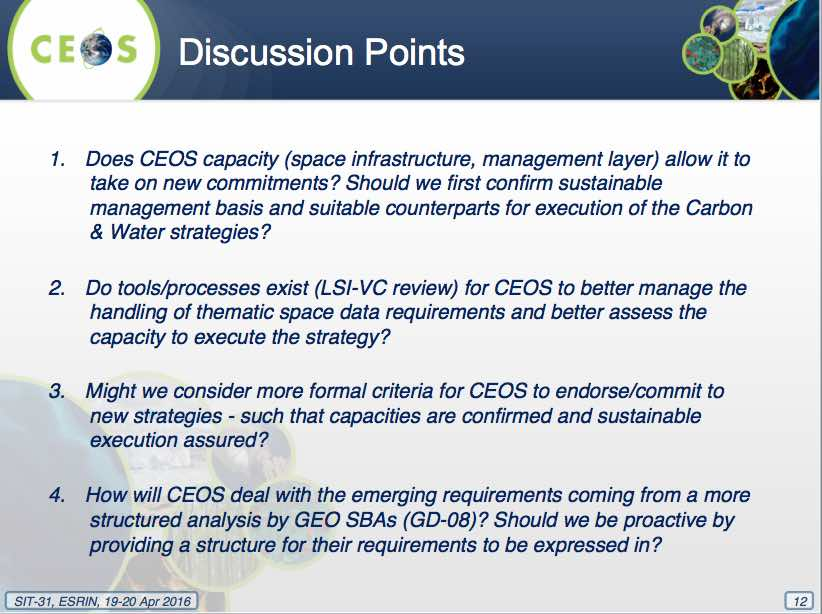 CEOS
Discussion Points
1. Does CEOS capacity (space infrastructure, management layer) allow it to
take on new commitments? Should we first confirm sustainable
management basis and suitable counterparts for execution of the Carbon
& Water strategies?
2. Do tools/processes exist (LSI-VC review) for CEOS to better manage the
handling of thematic space data requirements and better assess the
capacity to execute the strategy?
3. Might we consider more formal criteria for CEOS to endorse/commit to
new strategies - such that capacities are confirmed and sustainable
execution assured?
4. How will CEOS deal with the emerging requirements coming from a more
structured analysis by GEO SBAs (GD-08)? Should we be proactive by
providing a structure for their requirements to be expressed in?
SIT-31, ESRIN, 19-20 Apr 2016
12